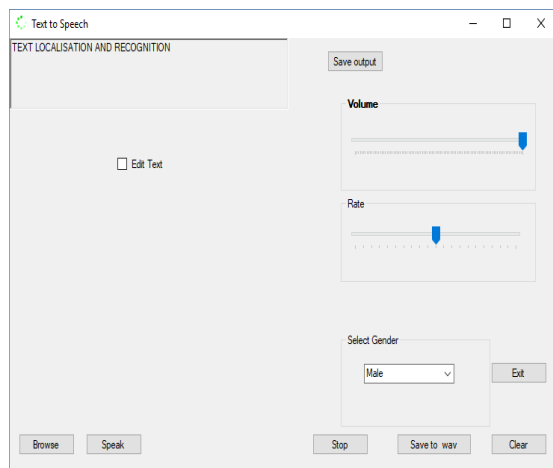 Text to Speech
TEXT LOCALISATION AND RECOGNITION
Save output
Volume
Edit Text
Rate
Select Gender
Male
Exit
Browse
Speak
Stop
Save to wav
Clear